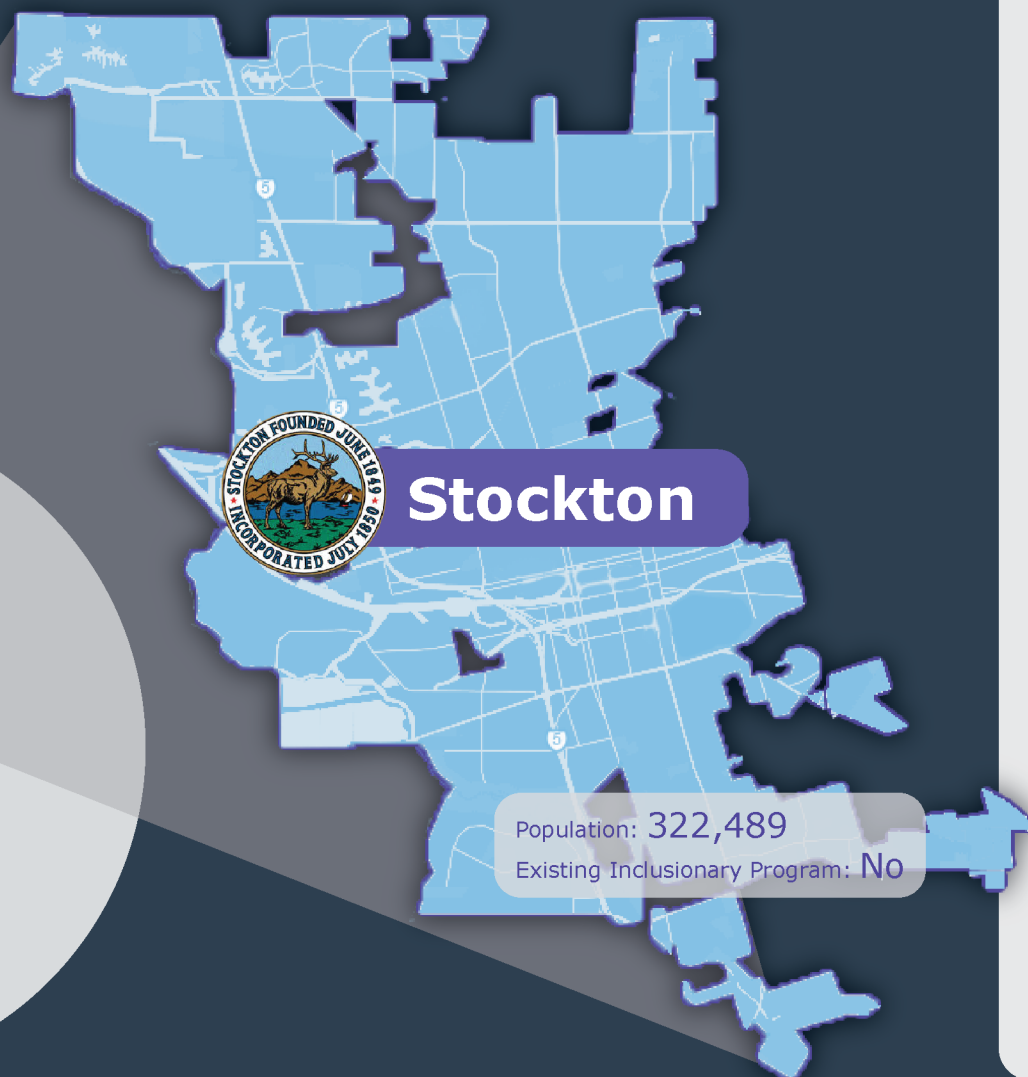 5
5
STOCKTON FOUNDED JUNE 1849
INCORPORATED JULY 1850
Stockton
5
Population: 322,489
Existing Inclusionary Program: No